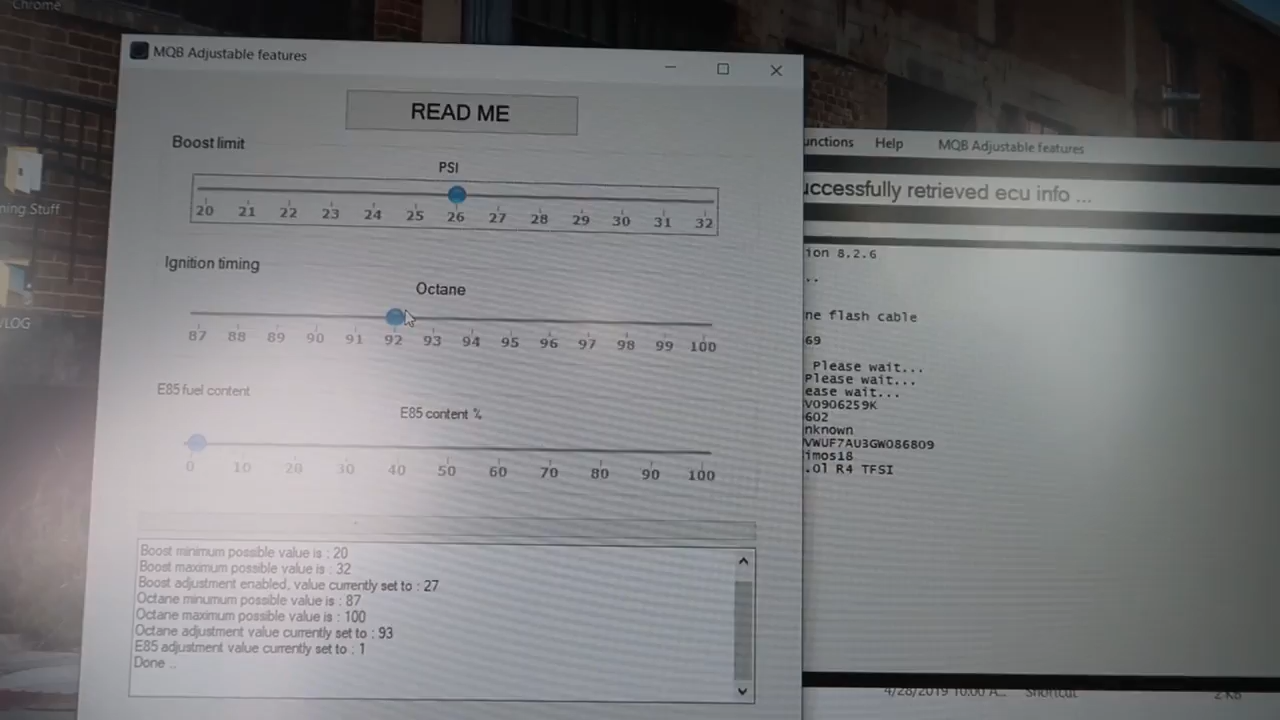 Chrome
MQB Adjustable features
READ ME
Boost limit
PSI
20 21 22 23 24 25 26 27 28 29 30 31 32
Ignition timing
Octane
87 88 89 90 91 92 93 94 95 96 97 98 99 100
E85 fuel content
E85 content %
0 10 20 30 40 50 60 70 80 90 100
Boost minimum possible value is : 20
Boost maximum possible value is : 32
Boost adjustment enabled, value currently set to : 27
Octane minumum possible value is : 87
Octane maximum possible value is : 100
Octane adjustment value currently set to : 93
E85 adjustment value currently set to : 1
Done ..
unctions Help MQB Adjustable features
uccessfully retrieved ecu info ...
ion 8.2.6
..
ne flash cable
69
Please wait...
Please wait...
ease wait...
V0906259K
602
nknown
VWUF7AU3GW086809
imos18
.0l R4 TFSI
ning Stuff
VLOG
4/28/2019 10:00 A... Shortcut 2 KB